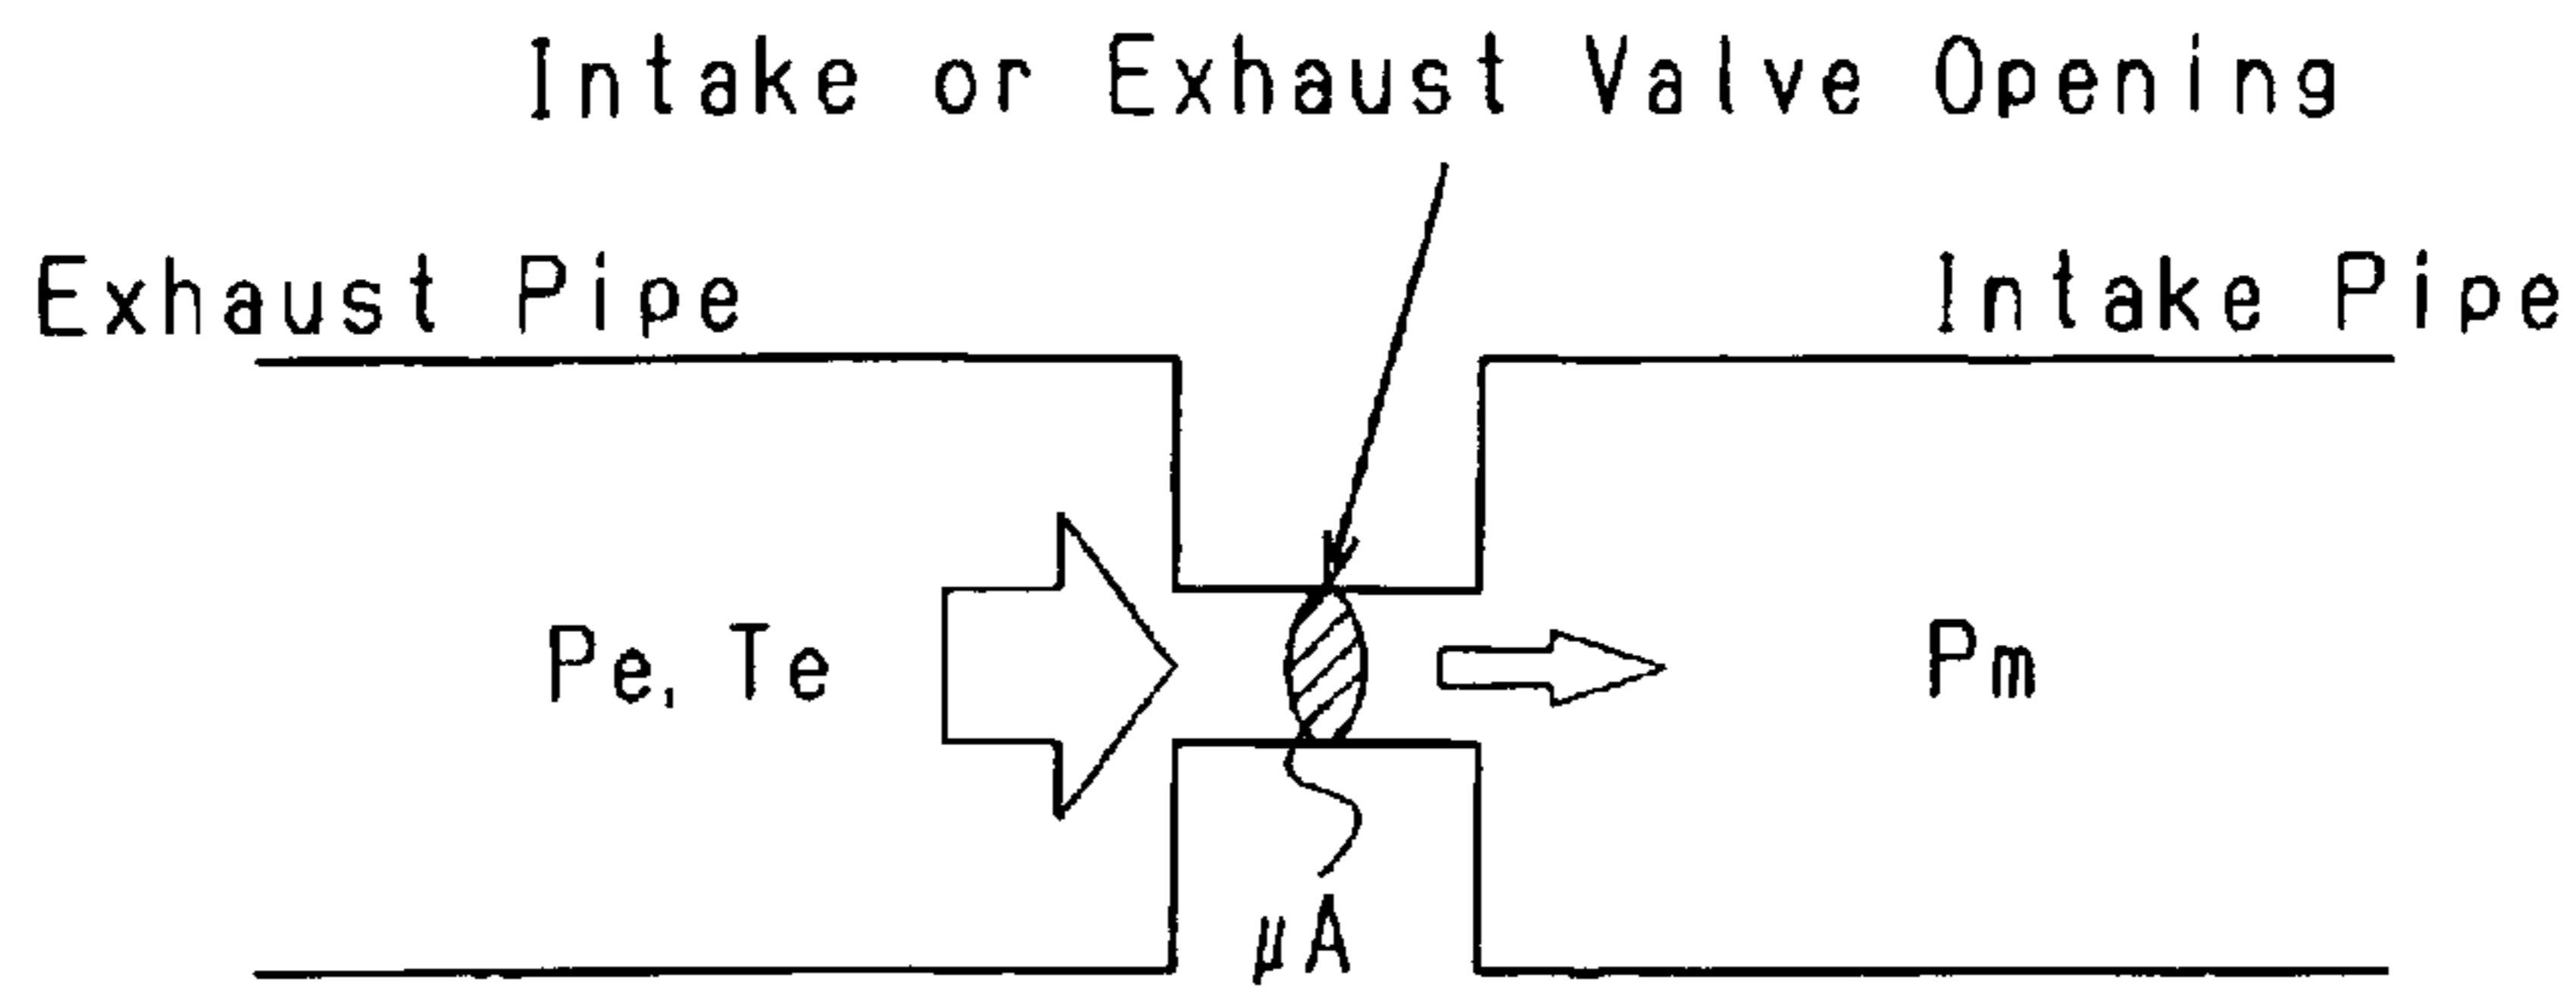 Intake or Exhaust Valve Opening
Exhaust Pipe
Intake Pipe
Pe, Te
Pm
μA